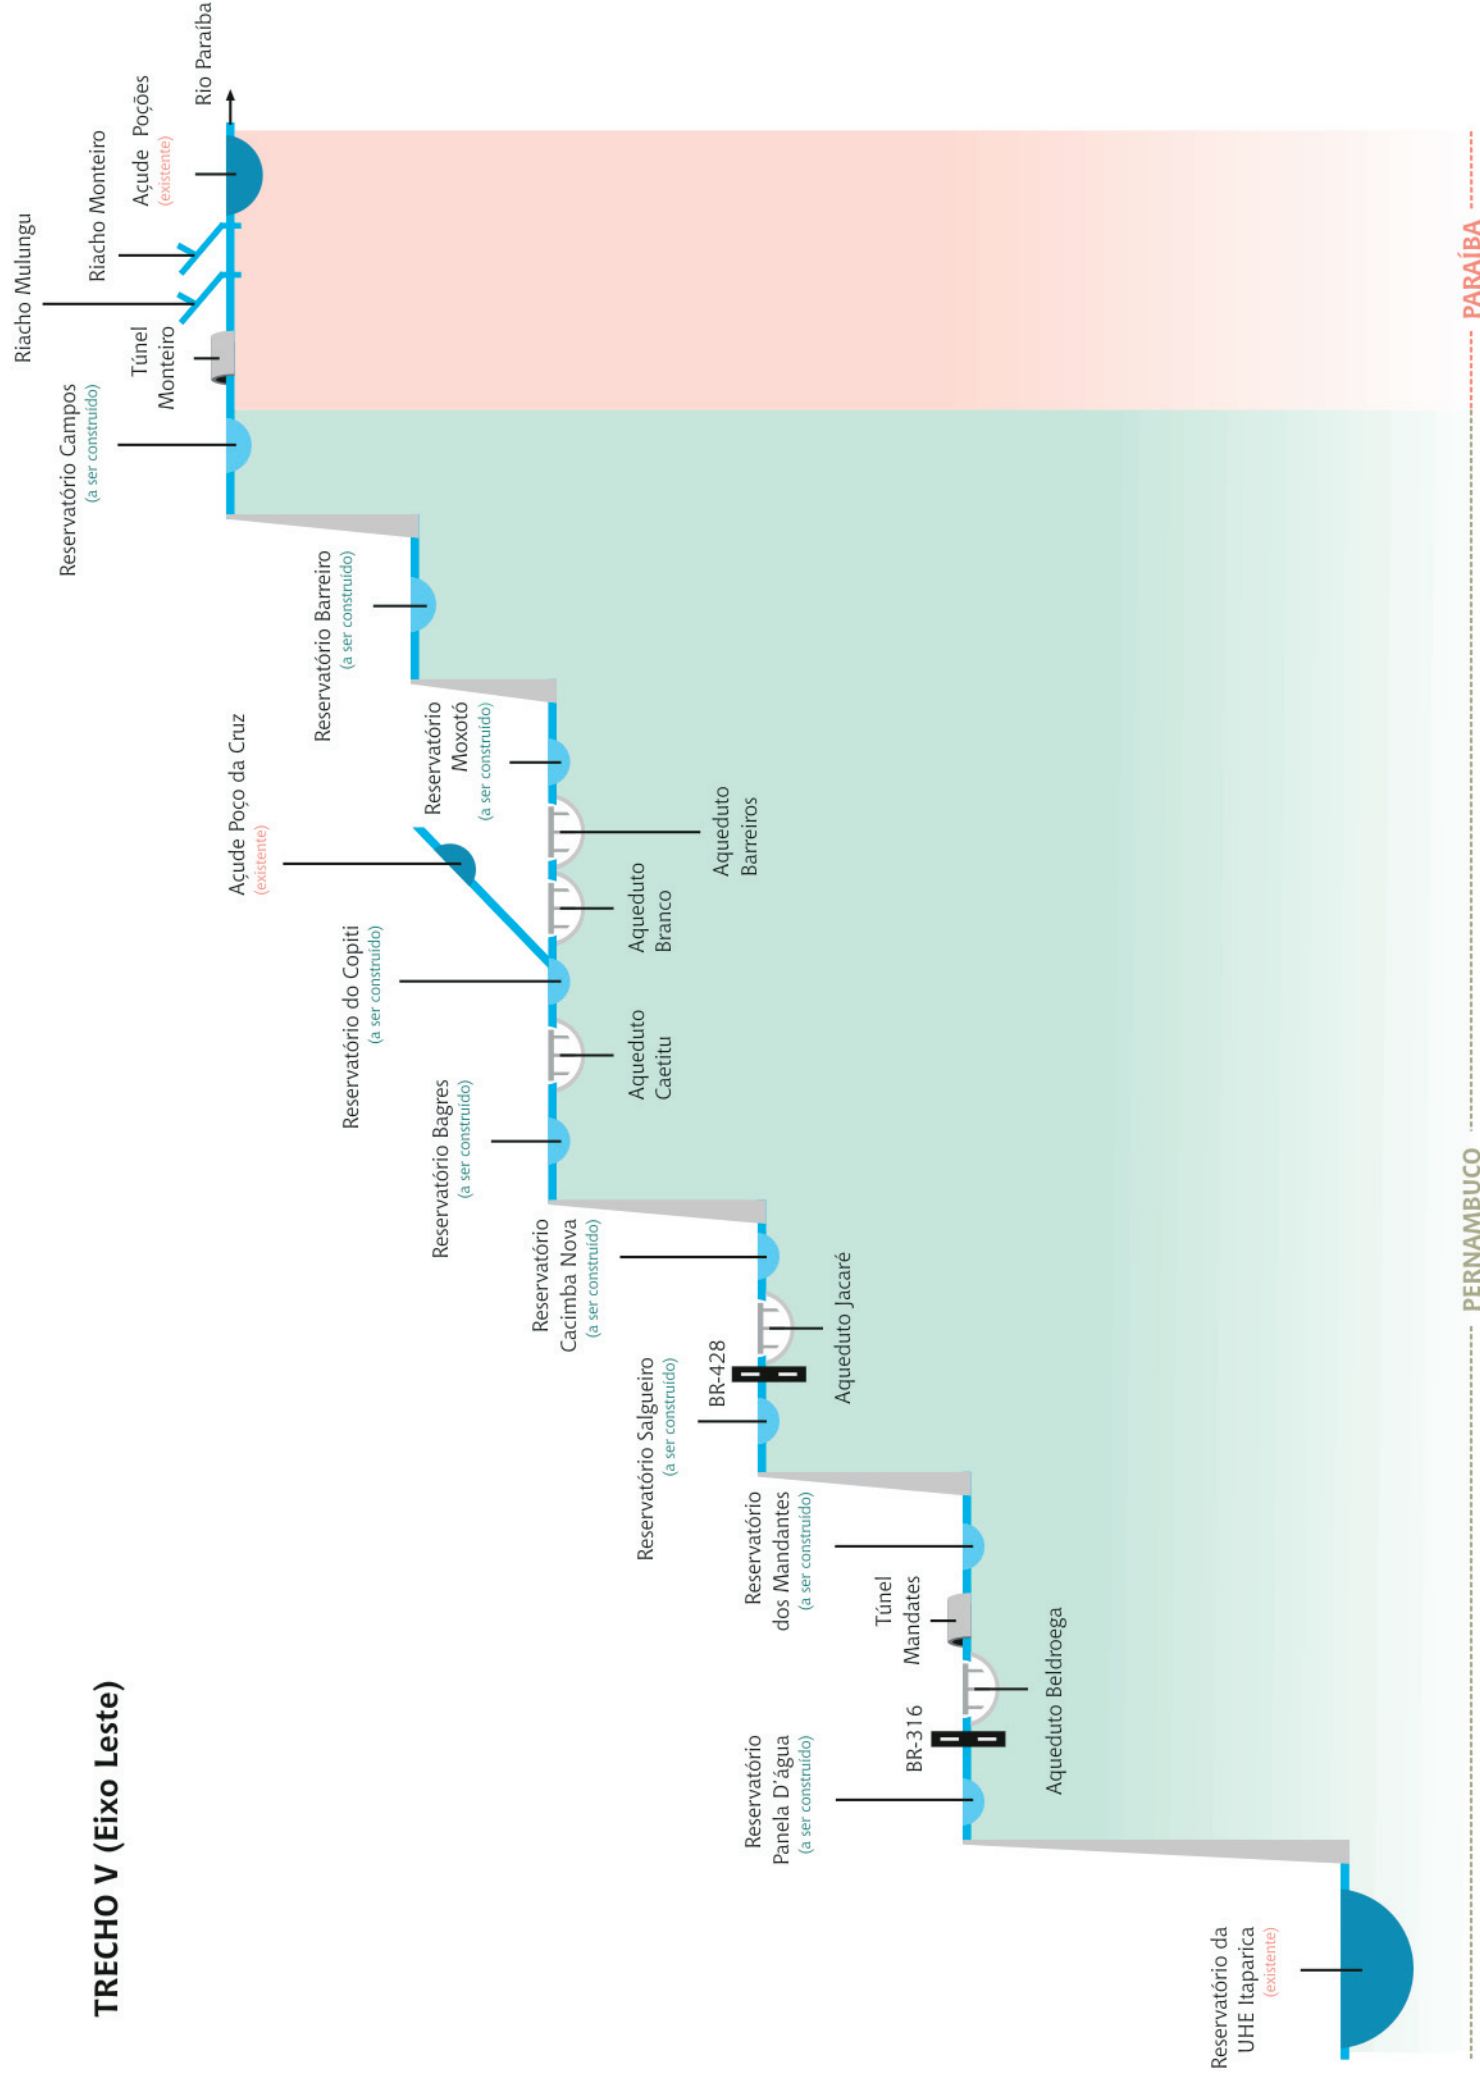 TRECHO V (Eixo Leste)
Reservatório da
UHE Itaparica
(existente)
Reservatório
Panela D'água
(a ser construído)
BR-316
Aqueduto Beldroega
Túnel
Mandates
Reservatório
dos Mandantes
(a ser construído)
Reservatório Salgueiro
(a ser construído)
BR-428
Aqueduto Jacaré
Reservatório
Cacimba Nova
(a ser construído)
Reservatório Bagres
(a ser construído)
Aqueduto
Caetitu
Reservatório do Copiti
(a ser construído)
Açude Poço da Cruz
(existente)
Aqueduto
Branco
Aqueduto
Barreiros
Reservatório
Moxotó
(a ser construído)
Reservatório Barreiro
(a ser construído)
Reservatório Campos
(a ser construído)
Túnel
Monteiro
Riacho Mulungu
Riacho Monteiro
Açude Poções
(existente)
Rio Paraíba
PERNAMBUCO
PARAÍBA